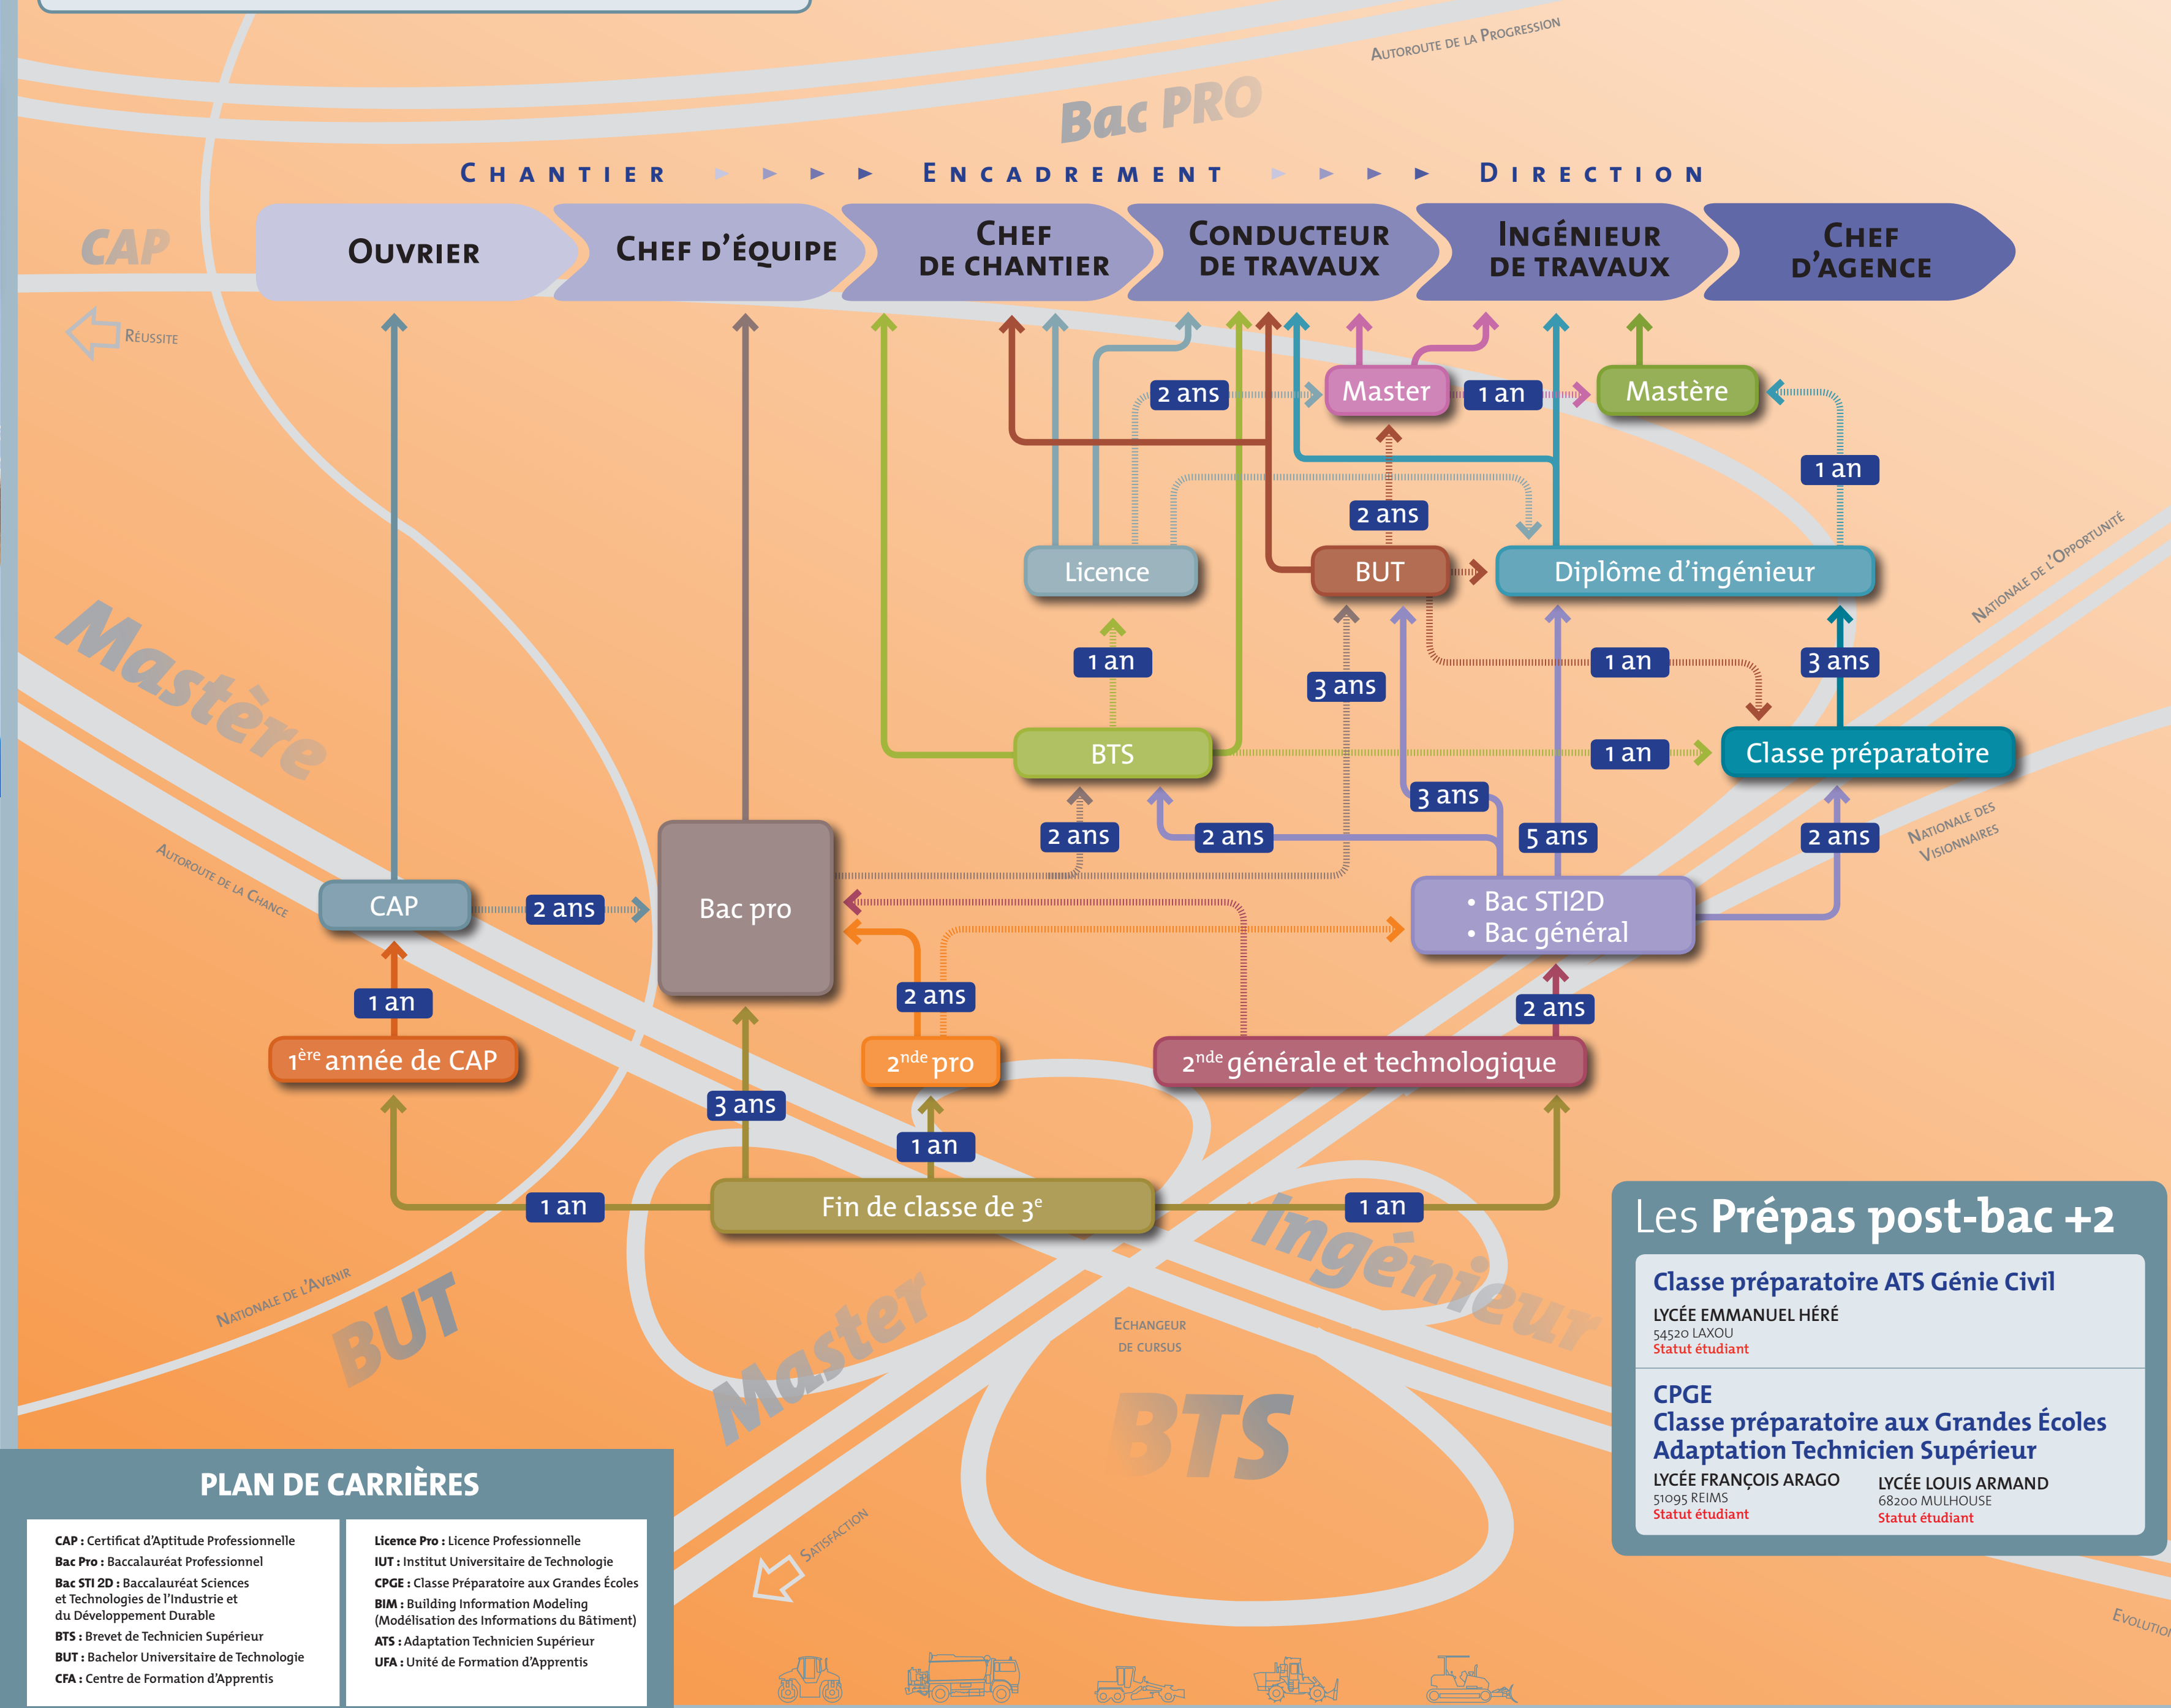 Autoroute de la Progression
Bac PRO
Chantier Encadrement Direction
CAP
Ouvrier
Chef d'équipe
Chef
de chantier
Conducteur
de travaux
Ingénieur
de travaux
Chef
d'agence
Réussite
2 ans
Master
1 an
Mastère
1 an
2 ans
Nationale de l'Opportunité
Licence
BUT
Diplôme d'ingénieur
Mastère
1 an
3 ans
1 an
3 ans
BTS
1 an
Classe préparatoire
3 ans
2 ans
2 ans
5 ans
2 ans
Nationale des
Visionnaires
Autoroute de la Chance
CAP
2 ans
Bac pro
• Bac STI2D
• Bac général
1 an
2 ans
2 ans
1ère année de CAP
2nde pro
2nde générale et technologique
3 ans
1 an
1 an
Fin de classe de 3e
1 an
Nationale de l'Avenir
BUT
Master
Ingénieur
Echangeur
de cursus
BTS
Satisfaction
Les Prépas post-bac +2
Classe préparatoire ATS Génie Civil
LYCÉE EMMANUEL HÉRÉ
54520 LAXOU
Statut étudiant
CPGE
Classe préparatoire aux Grandes Écoles
Adaptation Technicien Supérieur
LYCÉE FRANÇOIS ARAGO
51095 REIMS
Statut étudiant
LYCÉE LOUIS ARMAND
68200 MULHOUSE
Statut étudiant
PLAN DE CARRIÈRES
CAP : Certificat d'Aptitude Professionnelle
Bac Pro : Baccalauréat Professionnel
Bac STI 2D : Baccalauréat Sciences
et Technologies de l'Industrie et
du Développement Durable
BTS : Brevet de Technicien Supérieur
BUT : Bachelor Universitaire de Technologie
CFA : Centre de Formation d'Apprentis
Licence Pro : Licence Professionnelle
IUT : Institut Universitaire de Technologie
CPGE : Classe Préparatoire aux Grandes Écoles
BIM : Building Information Modeling
(Modélisation des Informations du Bâtiment)
ATS : Adaptation Technicien Supérieur
UFA : Unité de Formation d'Apprentis